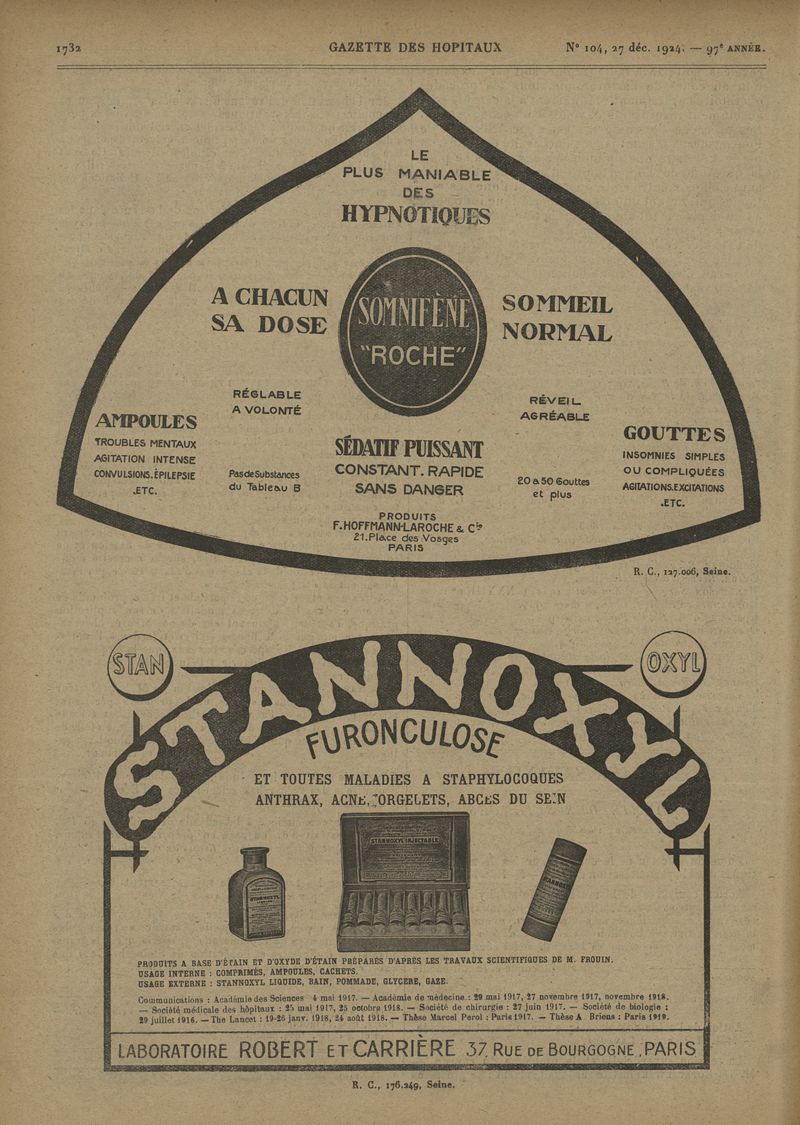 1732 GAZETTE DES HOPITAUX N° 104, 27 déc. 1924. — 97e ANNÉE.
LE
PLUS MANIABLE
DES
HYPNOTIQUES
A CHACUN
SA DOSE
SOMNIFÈNE
"ROCHE"
SOMMEIL
NORMAL
RÉGLABLE
A VOLONTÉ
RÉVEIL
AGRÉABLE
AMPOULES
TROUBLES MENTAUX
AGITATION INTENSE
CONVULSIONS.ÉPILEPSIE
.ETC.
Pas de Substances
du Tableau B
SÉDATIF PUISSANT
CONSTANT. RAPIDE
SANS DANGER
20 à 50 Gouttes
et plus
GOUTTES
INSOMNIES SIMPLES
OU COMPLIQUÉES
AGITATIONS.EXCITATIONS
.ETC.
PRODUITS
F.HOFFMANN-LAROCHE & Cie
21.Place des Vosges
PARIS
R. C., 127.006, Seine.
STAN
OXYL
STANNOXYL
FURONCULOSE
ET TOUTES MALADIES A STAPHYLOCOQUES
ANTHRAX, ACNE, ORGELETS, ABCES DU SEIN
STANNOXYL INJECTABLE
STANNOXYL
PRODUITS A BASE D'ÉTAIN ET D'OXYDE D'ÉTAIN PRÉPARÉS D'APRÈS LES TRAVAUX SCIENTIFIQUES DE M. FROUIN.
USAGE INTERNE : COMPRIMÉS, AMPOULES, CACHETS.
USAGE EXTERNE : STANNOXYL LIQUIDE, BAIN, POMMADE, GLYCERE, GAZE.
Communications : Académie des Sciences 4 mai 1917. — Académie de médecine : 29 mai 1917, 27 novembre 1917, novembre 1918.
— Société médicale des hôpitaux : 25 mai 1917, 25 octobre 1918. — Société de chirurgie : 27 juin 1917. — Société de biologie ;
29 juillet 1916. — The Lancet : 19-26 janv. 1918, 24 août 1918. — Thèse Marcel Perol : Paris 1917. — Thèse A Briens : Paris 1919.
LABORATOIRE ROBERT ET CARRIÈRE 37, RUE DE BOURGOGNE, PARIS
R. C., 176.249, Seine.